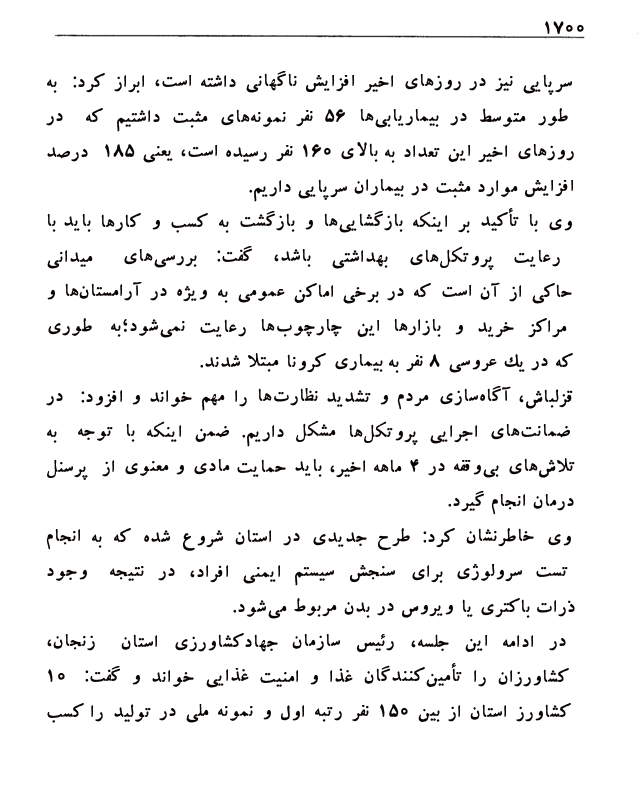 ۱۷۰۰
سرپایی نیز در روزهای اخیر افزایش ناگهانی داشته است، ابراز کرد: به
طور متوسط در بیماریابی‌ها ۵۶ نفر نمونه‌های مثبت داشتیم که در
روزهای اخیر این تعداد به بالای ۱۶۰ نفر رسیده است، یعنی ۱۸۵ درصد
افزایش موارد مثبت در بیماران سرپایی داریم.
وی با تأکید بر اینکه بازگشایی‌ها و بازگشت به کسب و کارها باید با
رعایت پروتکل‌های بهداشتی باشد، گفت: بررسی‌های میدانی
حاکی از آن است که در برخی اماکن عمومی به ویژه در آرامستان‌ها و
مراکز خرید و بازارها این چارچوب‌ها رعایت نمی‌شود؛به طوری
که در یك عروسی ۸ نفر به بیماری کرونا مبتلا شدند.
قزلباش، آگاه‌سازی مردم و تشدید نظارت‌ها را مهم خواند و افزود: در
ضمانت‌های اجرایی پروتکل‌ها مشکل داریم. ضمن اینکه با توجه به
تلاش‌های بی‌وقفه در ۴ ماهه اخیر، باید حمایت مادی و معنوی از پرسنل
درمان انجام گیرد.
وی خاطرنشان کرد: طرح جدیدی در استان شروع شده که به انجام
تست سرولوژی برای سنجش سیستم ایمنی افراد، در نتیجه وجود
ذرات باکتری یا ویروس در بدن مربوط می‌شود.
در ادامه این جلسه، رئیس سازمان جهادکشاورزی استان زنجان،
کشاورزان را تأمین‌کنندگان غذا و امنیت غذایی خواند و گفت: ۱۰
کشاورز استان از بین ۱۵۰ نفر رتبه اول و نمونه ملی در تولید را کسب